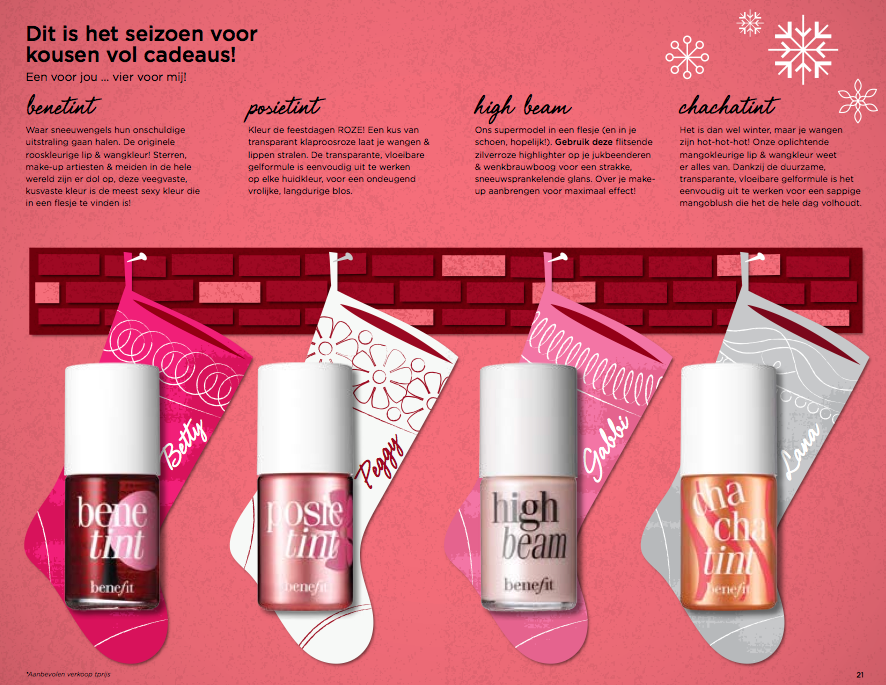 Dit is het seizoen voor
kousen vol cadeaus!
Een voor jou ... vier voor mij!
benetint
Waar sneeuwengels hun onschuldige
uitstraling gaan halen. De originele
rooskleurige lip & wangkleur! Sterren,
make-up artiesten & meiden in de hele
wereld zijn er dol op, deze veegvaste,
kusvaste kleur is de meest sexy kleur die
in een flesje te vinden is!
posietint
Kleur de feestdagen ROZE! Een kus van
transparant klaproosroze laat je wangen &
lippen stralen. De transparante, vloeibare
gelformule is eenvoudig uit te werken
op elke huidkleur, voor een ondeugend
vrolijke, langdurige blos.
high beam
Ons supermodel in een flesje (en in je
schoen, hopelijk!). Gebruik deze flitsende
zilverroze highlighter op je jukbeenderen
& wenkbrauwboog voor een strakke,
sneeuwsprankelende glans. Over je make-
up aanbrengen voor maximaal effect!
chachatint
Het is dan wel winter, maar je wangen
zijn hot-hot-hot! Onze oplichtende
mangokleurige lip & wangkleur weet
er alles van. Dankzij de duurzame,
transparante, vloeibare gelformule is het
eenvoudig uit te werken voor een sappige
mangoblush die het de hele dag volhoudt.
Betty
Peggy
Gabbi
Lana
bene
tint
benefit
posie
tint
benefit
high
beam
benefit
cha
cha
tint
benefit
*Aanbevolen verkoop tprijs
21